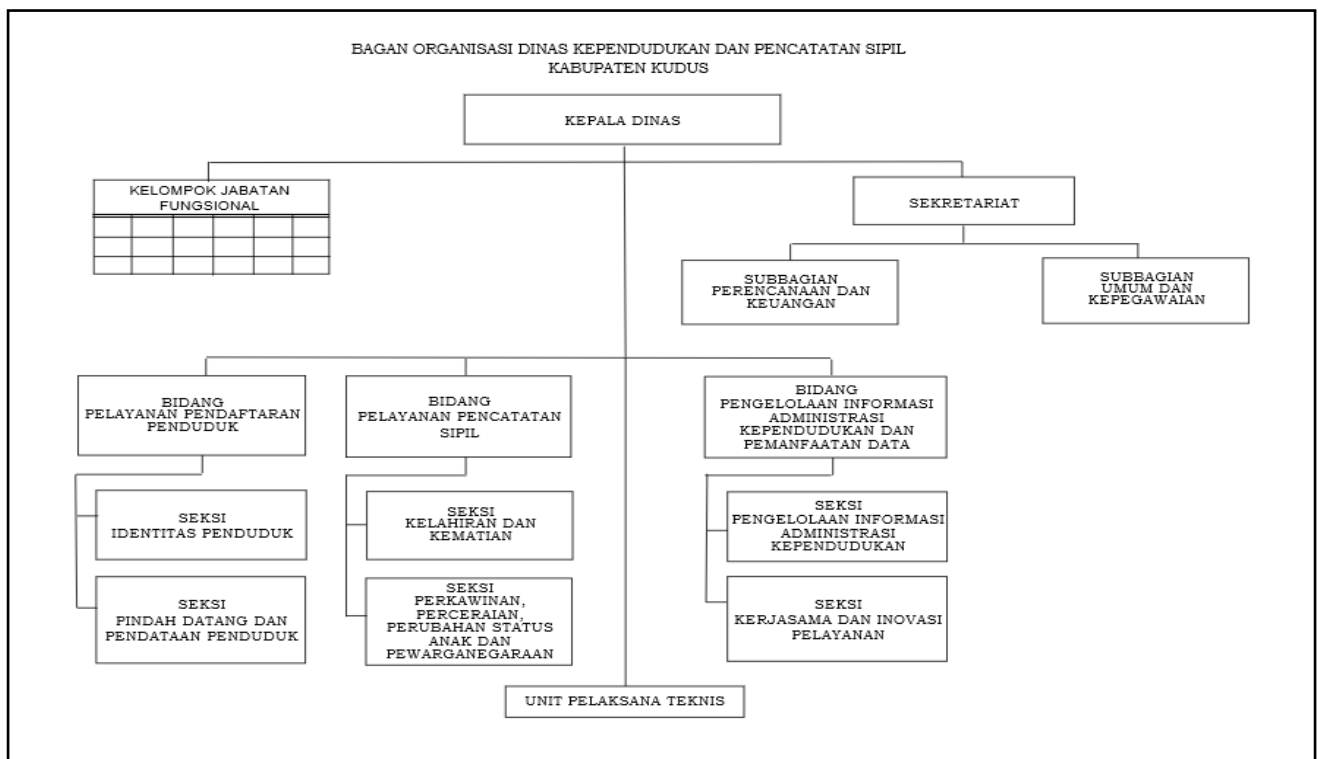 BAGAN ORGANISASI DINAS KEPENDUDUKAN DAN PENCATATAN SIPIL
KABUPATEN KUDUS
KEPALA DINAS
KELOMPOK JABATAN
FUNGSIONAL
SEKRETARIAT
SUBBAGIAN
PERENCANAAN DAN
KEUANGAN
SUBBAGIAN
UMUM DAN
KEPEGAWAIAN
BIDANG
PELAYANAN PENDAFTARAN
PENDUDUK
BIDANG
PELAYANAN PENCATATAN
SIPIL
BIDANG
PENGELOLAAN INFORMASI
ADMINISTRASI
KEPENDUDUKAN DAN
PEMANFAATAN DATA
SEKSI
IDENTITAS PENDUDUK
SEKSI
KELAHIRAN DAN
KEMATIAN
SEKSI
PENGELOLAAN INFORMASI
ADMINISTRASI
KEPENDUDUKAN
SEKSI
PINDAH DATANG DAN
PENDATAAN PENDUDUK
SEKSI
PERKAWINAN,
PERCERAIAN,
PERUBAHAN STATUS
ANAK DAN
PEWARGANEGARAAN
SEKSI
KERJASAMA DAN INOVASI
PELAYANAN
UNIT PELAKSANA TEKNIS